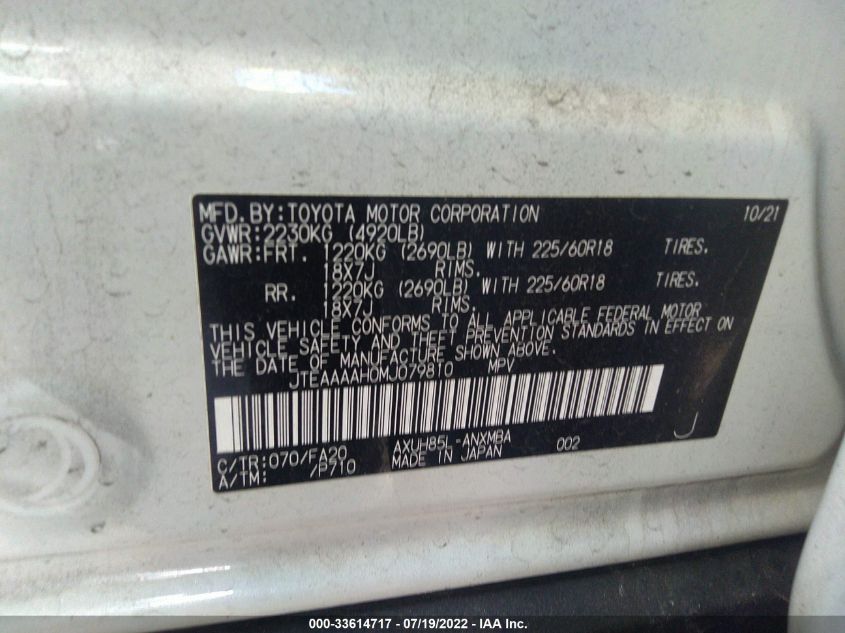 MFD.BY:TOYOTA MOTOR CORPORATION 10/21
GVWR:2230KG (4920LB)
GAWR:FRT. 1220KG (2690LB) WITH 225/60R18 TIRES.
18X7J RIMS.
RR. 1220KG (2690LB) WITH 225/60R18 TIRES.
18X7J RIMS.
THIS VEHICLE CONFORMS TO ALL APPLICABLE FEDERAL MOTOR
VEHICLE SAFETY AND THEFT PREVENTION STANDARDS IN EFFECT ON
THE DATE OF MANUFACTURE SHOWN ABOVE.
JTEAAAAH0MJ079810 MPV
C/TR:070/FA20 AXUH85L-ANXMBA 002 J
A/TM: /P710 MADE IN JAPAN
000-33614717 - 07/19/2022 - IAA Inc.